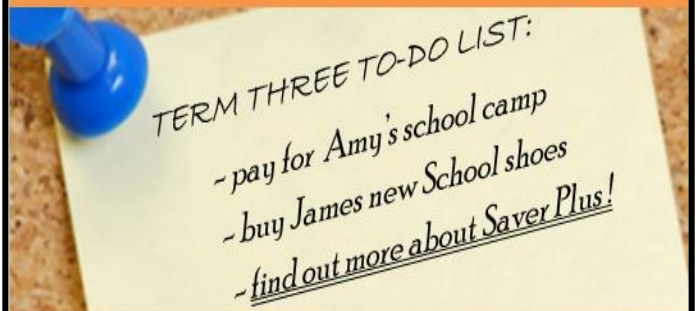 TERM THREE TO-DO LIST:
~ pay for Amy's school camp
~ buy James new School shoes
~ find out more about Saver Plus!